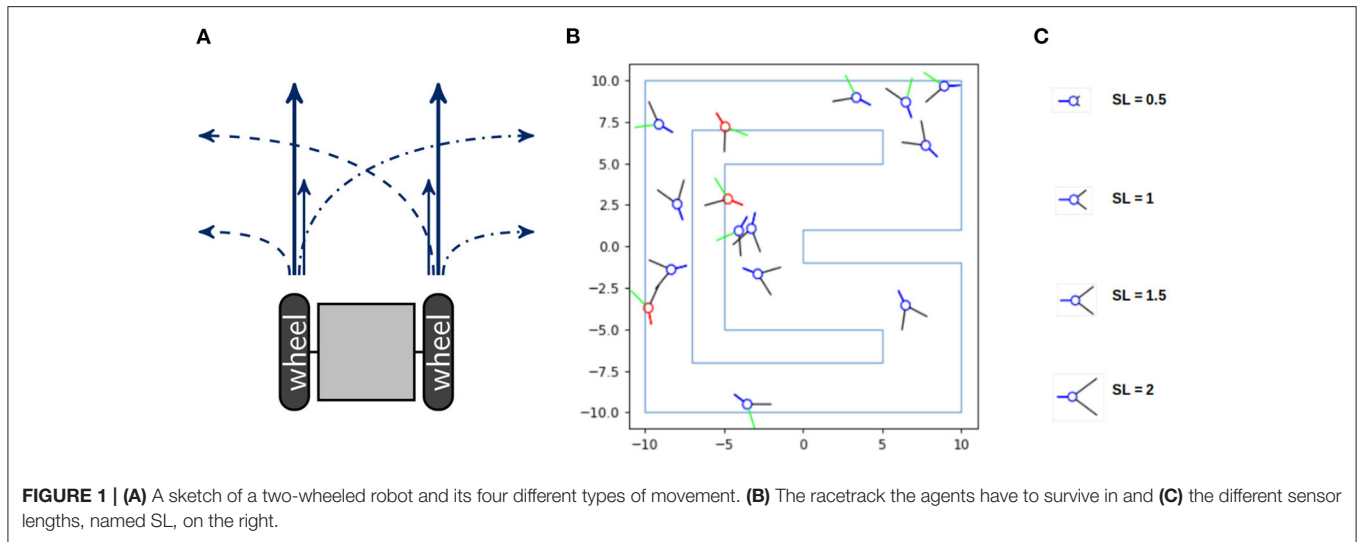 A
B
C
wheel
wheel
10.0
7.5
5.0
2.5
0.0
−2.5
−5.0
−7.5
−10.0
−10
−5
0
5
10
SL = 0.5
SL = 1
SL = 1.5
SL = 2
FIGURE 1 | (A) A sketch of a two-wheeled robot and its four different types of movement. (B) The racetrack the agents have to survive in and (C) the different sensor
lengths, named SL, on the right.